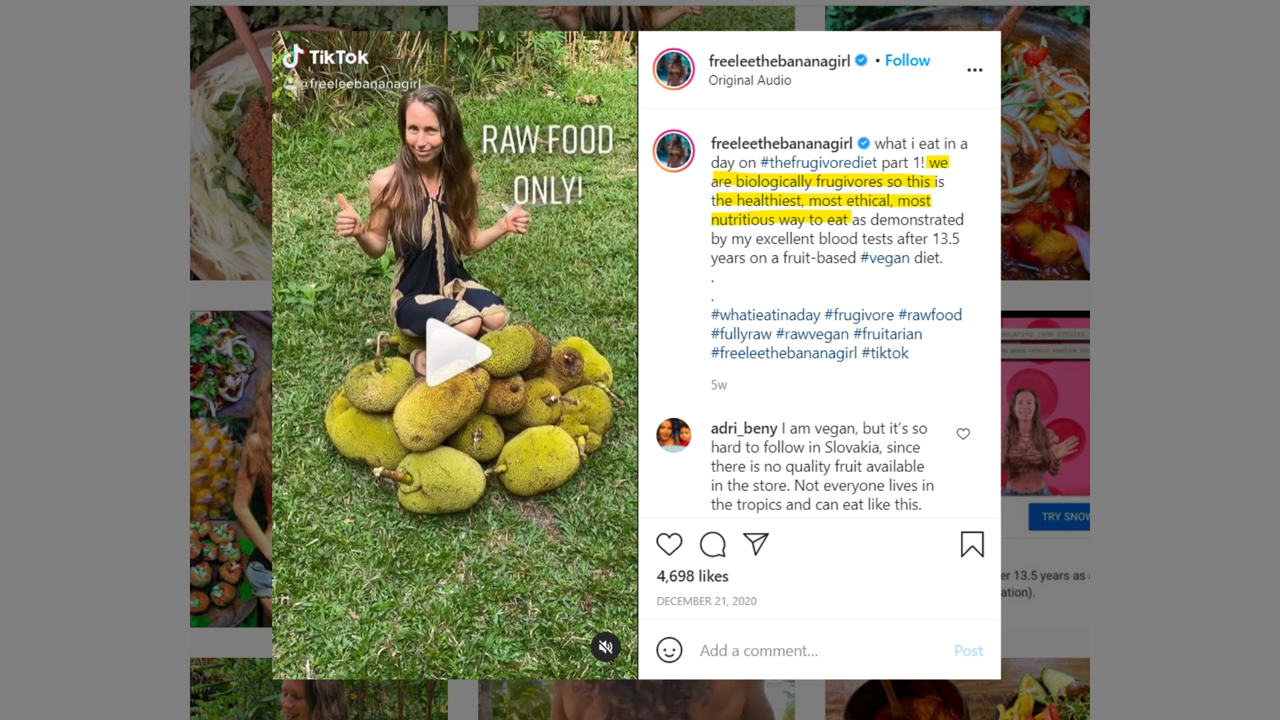 TikTok
@freeleebananagirl
RAW FOOD
ONLY!
freeleethebananagirl • Follow
Original Audio
freeleethebananagirl what i eat in a
day on #thefrugivorediet part 1! we
are biologically frugivores so this is
the healthiest, most ethical, most
nutritious way to eat as demonstrated
by my excellent blood tests after 13.5
years on a fruit-based #vegan diet.
.
.
#whatieatinaday #frugivore #rawfood
#fullyraw #rawvegan #fruitarian
#freeleethebananagirl #tiktok
5w
adri_beny I am vegan, but it's so
hard to follow in Slovakia, since
there is no quality fruit available
in the store. Not everyone lives in
the tropics and can eat like this.
4,698 likes
DECEMBER 21, 2020
Add a comment... Post
TRY SNOW
er 13.5 years as
ation).